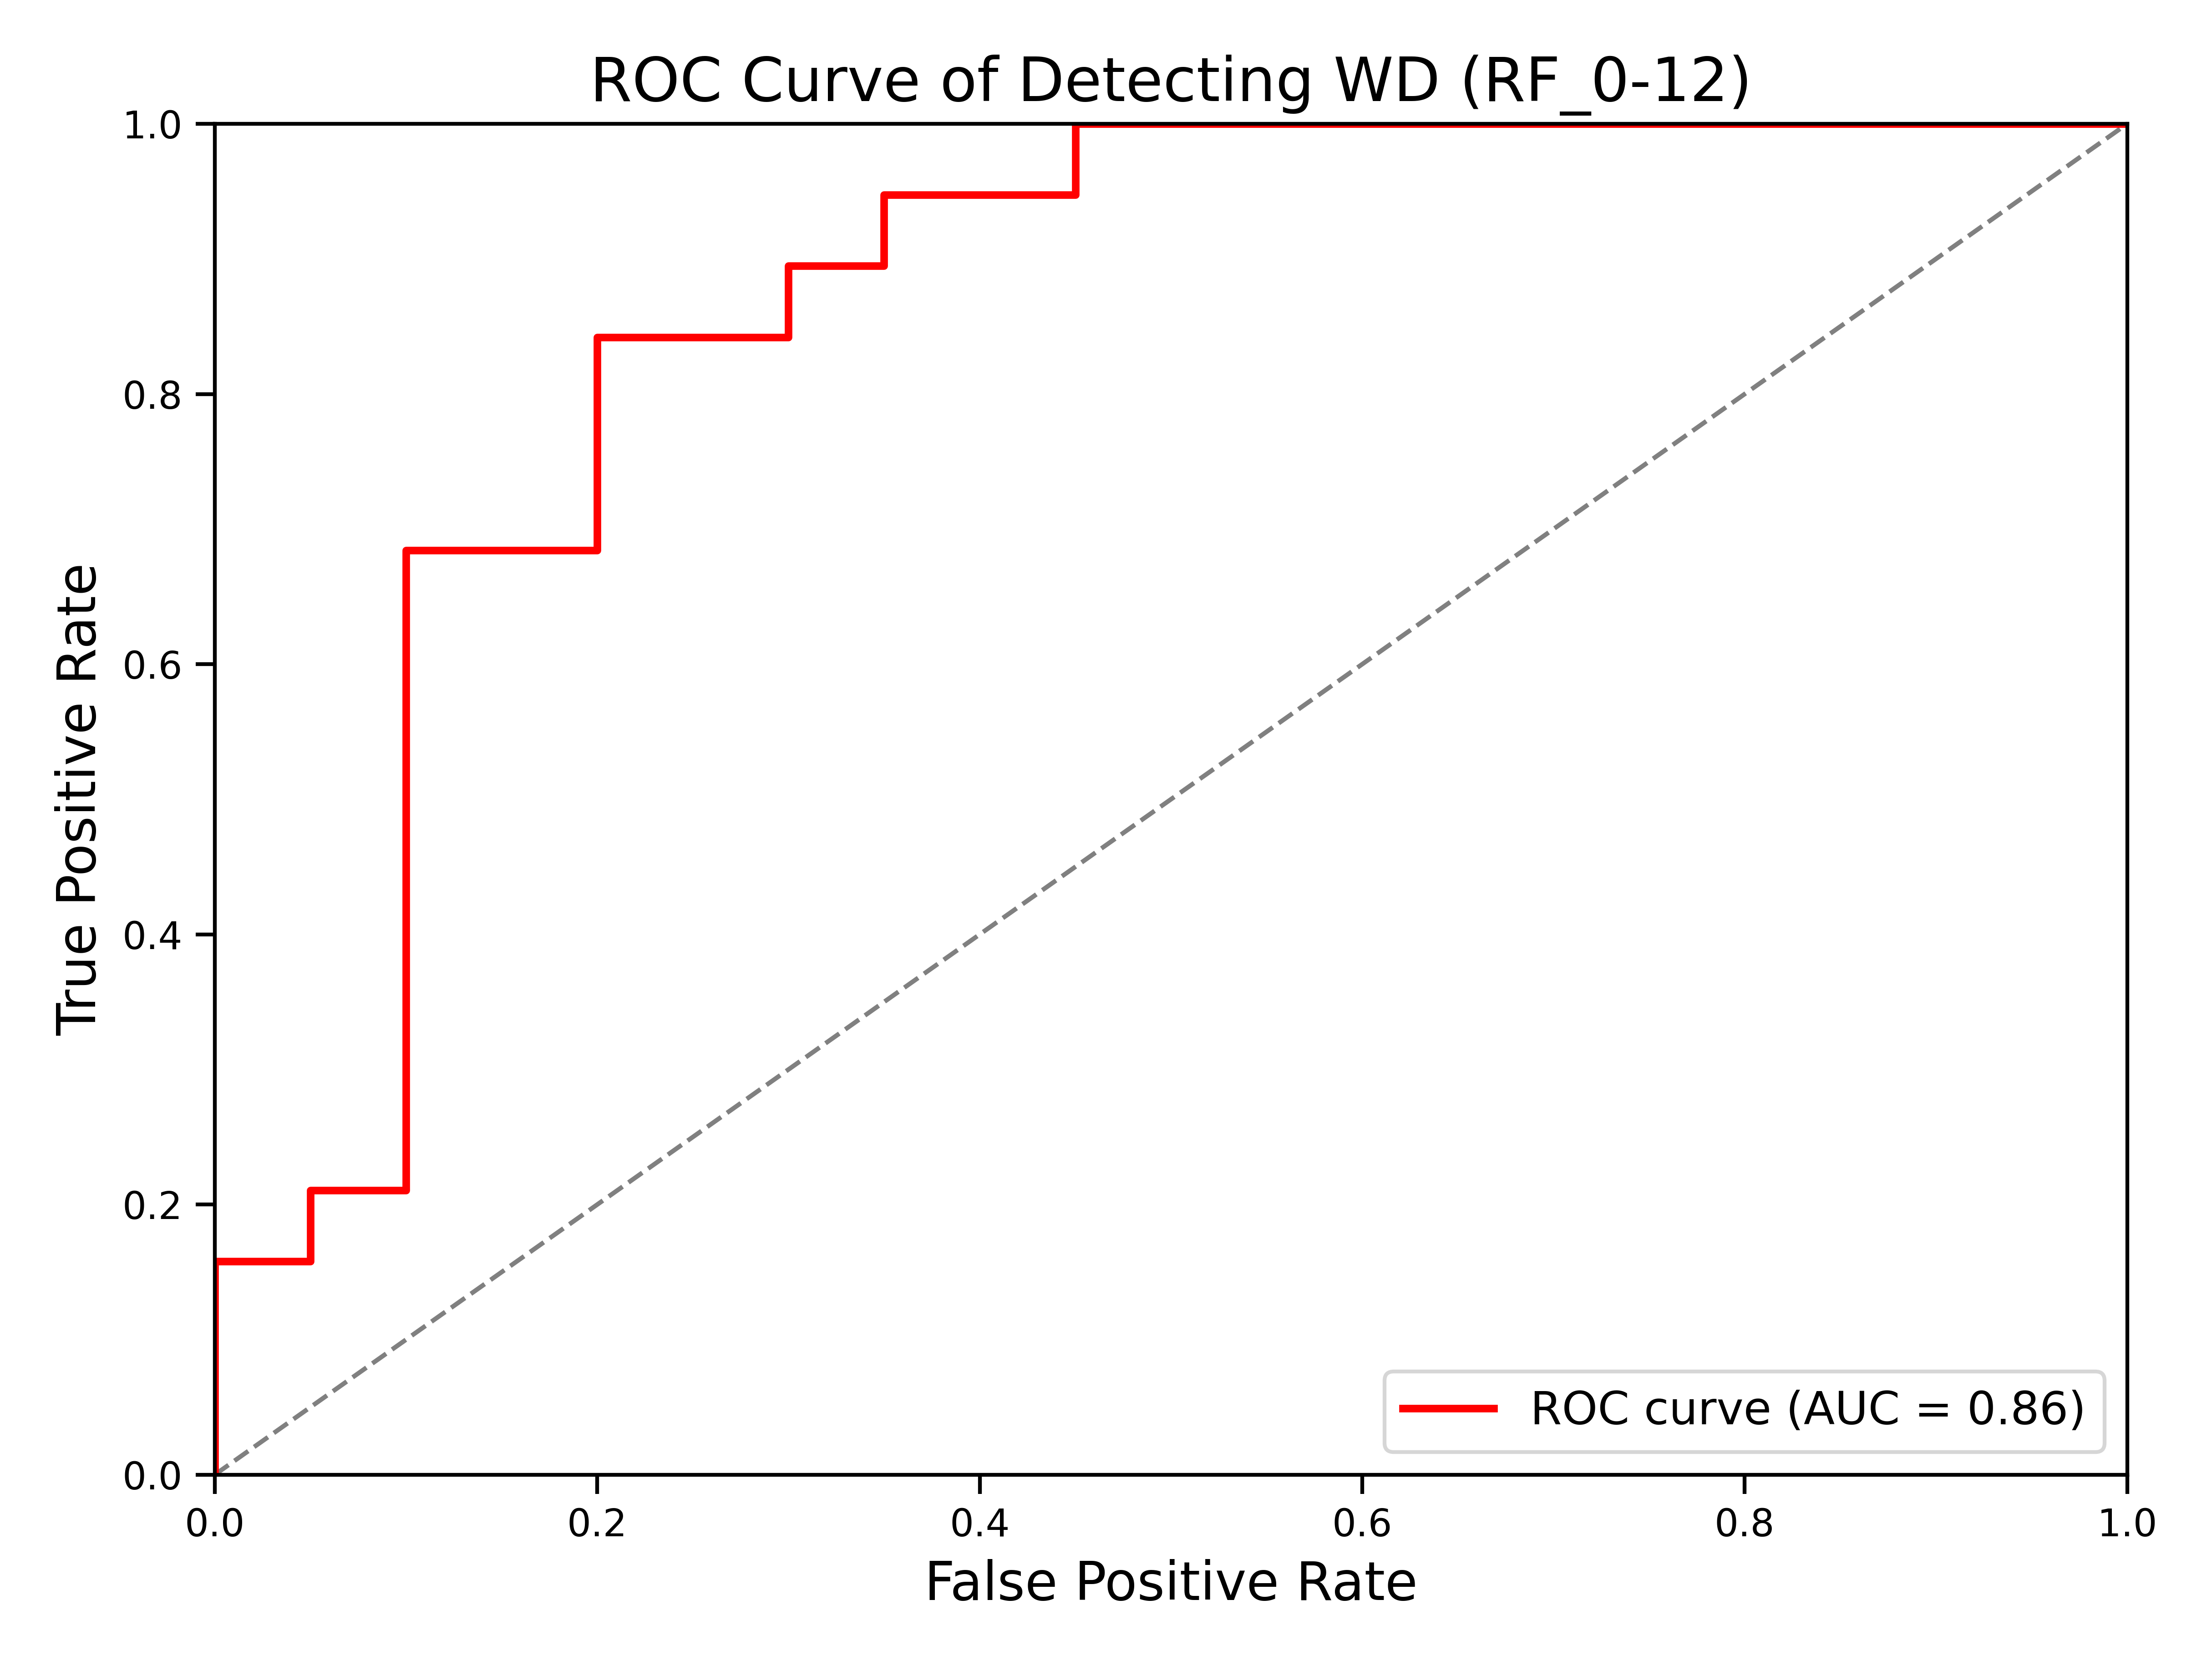 ROC Curve of Detecting WD (RF_0-12)
True Positive Rate
1.0
0.8
0.6
0.4
0.2
0.0
0.0 0.2 0.4 0.6 0.8 1.0
False Positive Rate
ROC curve (AUC = 0.86)